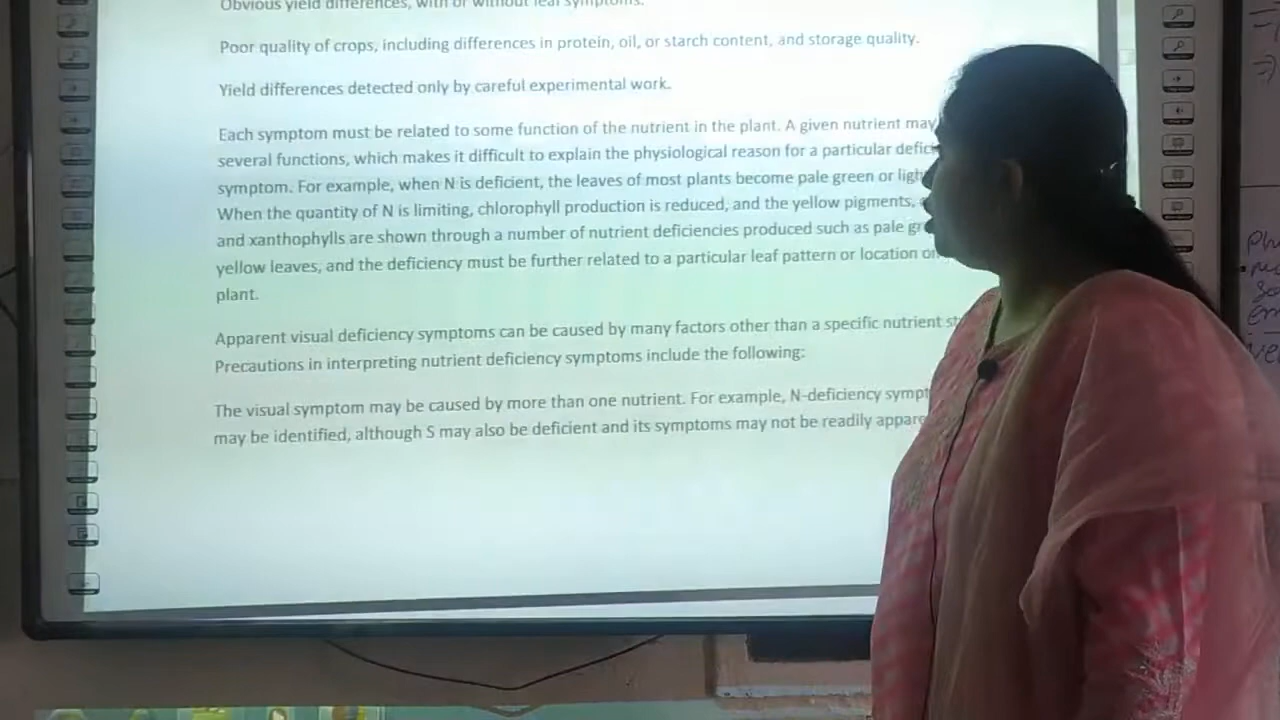 Obvious yield differences, with or without leaf symptoms.
Poor quality of crops, including differences in protein, oil, or starch content, and storage quality.
Yield differences detected only by careful experimental work.
Each symptom must be related to some function of the nutrient in the plant. A given nutrient may
several functions, which makes it difficult to explain the physiological reason for a particular
symptom. For example, when N is deficient, the leaves of most plants become pale green or
When the quantity of N is limiting, chlorophyll production is reduced, and the yellow pigments,
and xanthophylls are shown through a number of nutrient deficiencies produced such as pale
yellow leaves, and the deficiency must be further related to a particular leaf pattern or location
plant.
Apparent visual deficiency symptoms can be caused by many factors other than a specific nutrient
Precautions in interpreting nutrient deficiency symptoms include the following:
The visual symptom may be caused by more than one nutrient. For example, N-deficiency
may be identified, although S may also be deficient and its symptoms may not be readily